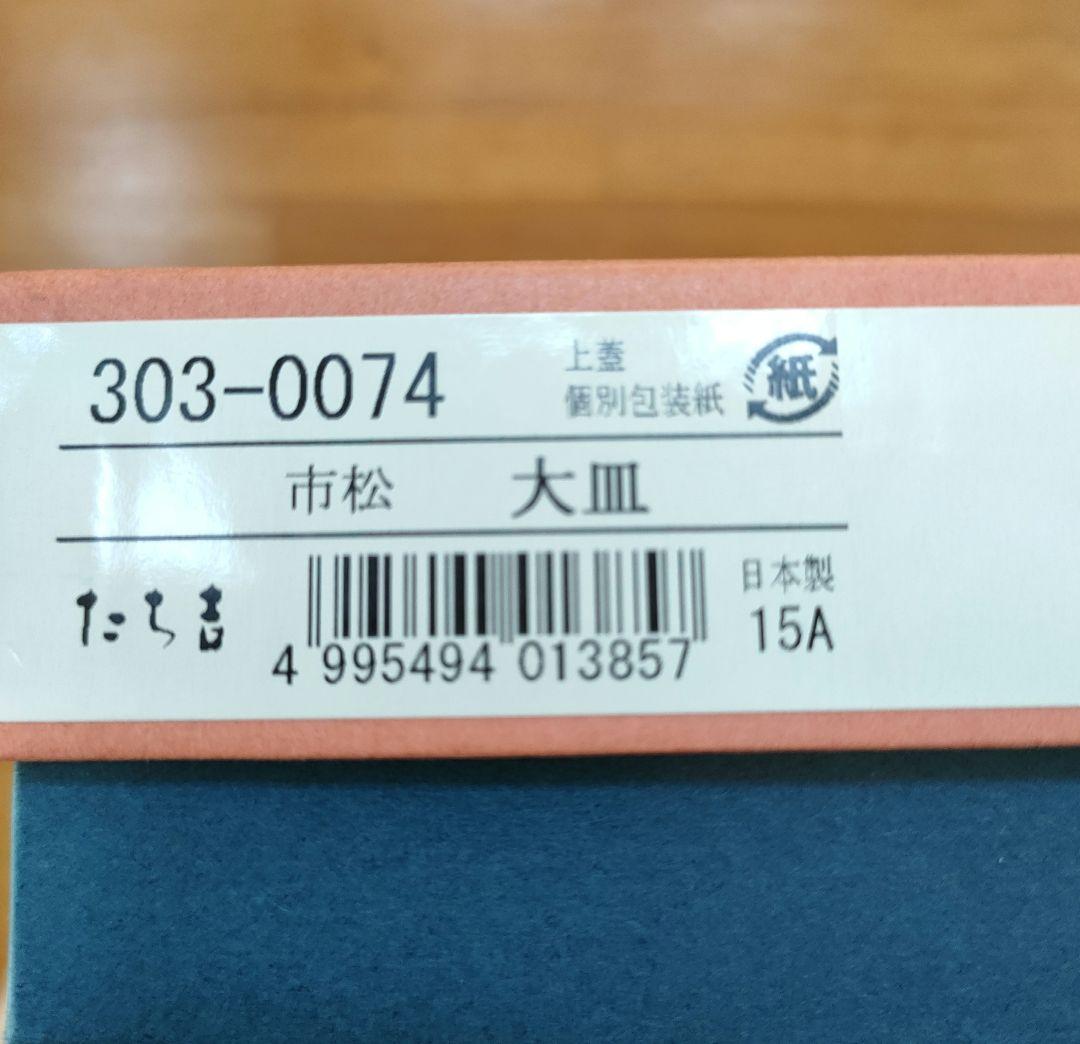 303-0074
上蓋
個別包装紙
紙
市松 大皿
たち吉
4 995494 013857
日本製
15A